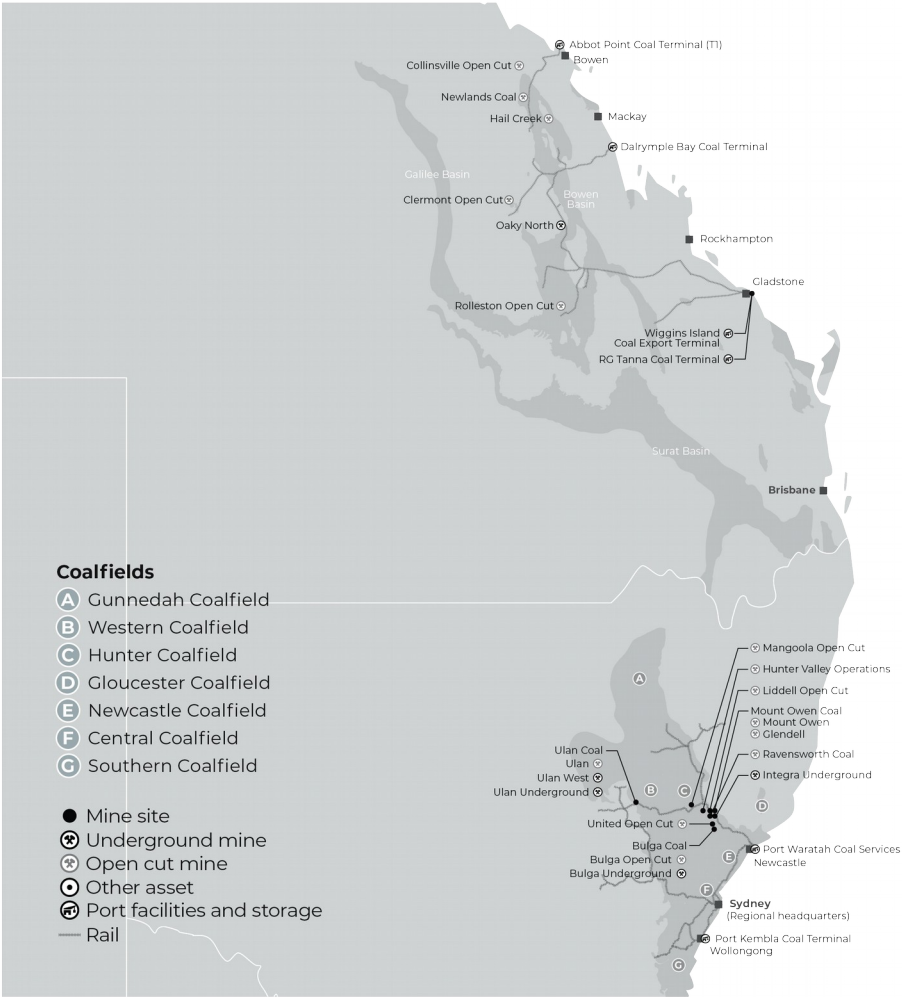 Abbot Point Coal Terminal (T1)
Bowen
Collinsville Open Cut
Newlands Coal
Hail Creek
Mackay
Dalrymple Bay Coal Terminal
Galilee Basin
Clermont Open Cut
Bowen
Basin
Oaky North
Rockhampton
Gladstone
Rolleston Open Cut
Wiggins Island
Coal Export Terminal
RG Tanna Coal Terminal
Surat Basin
Brisbane
Coalfields
A Gunnedah Coalfield
B Western Coalfield
C Hunter Coalfield
D Gloucester Coalfield
E Newcastle Coalfield
F Central Coalfield
G Southern Coalfield
Mine site
Underground mine
Open cut mine
Other asset
Port facilities and storage
Rail
A
Mangoola Open Cut
Hunter Valley Operations
Liddell Open Cut
Mount Owen Coal
Mount Owen
Glendell
Ravensworth Coal
Integra Underground
Ulan Coal
Ulan
Ulan West
Ulan Underground
B
C
D
United Open Cut
Bulga Coal
Bulga Open Cut
Bulga Underground
E
Port Waratah Coal Services
Newcastle
F
Sydney
(Regional headquarters)
Port Kembla Coal Terminal
Wollongong
G